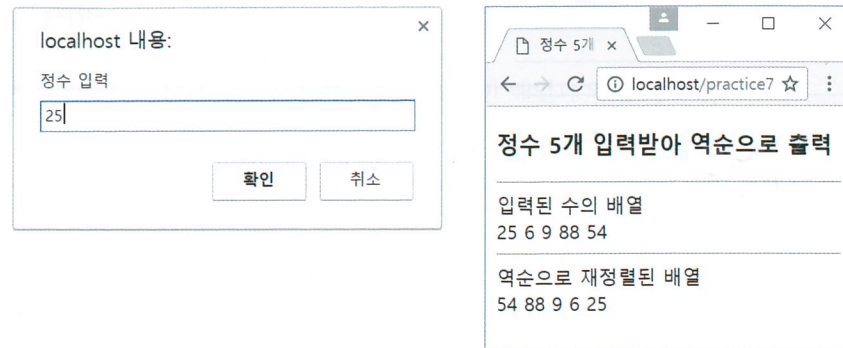 localhost 내용:
정수 입력
25
확인
취소
정수 5개
localhost/practice7
정수 5개 입력받아 역순으로 출력
입력된 수의 배열
25 6 9 88 54
역순으로 재정렬된 배열
54 88 9 6 25